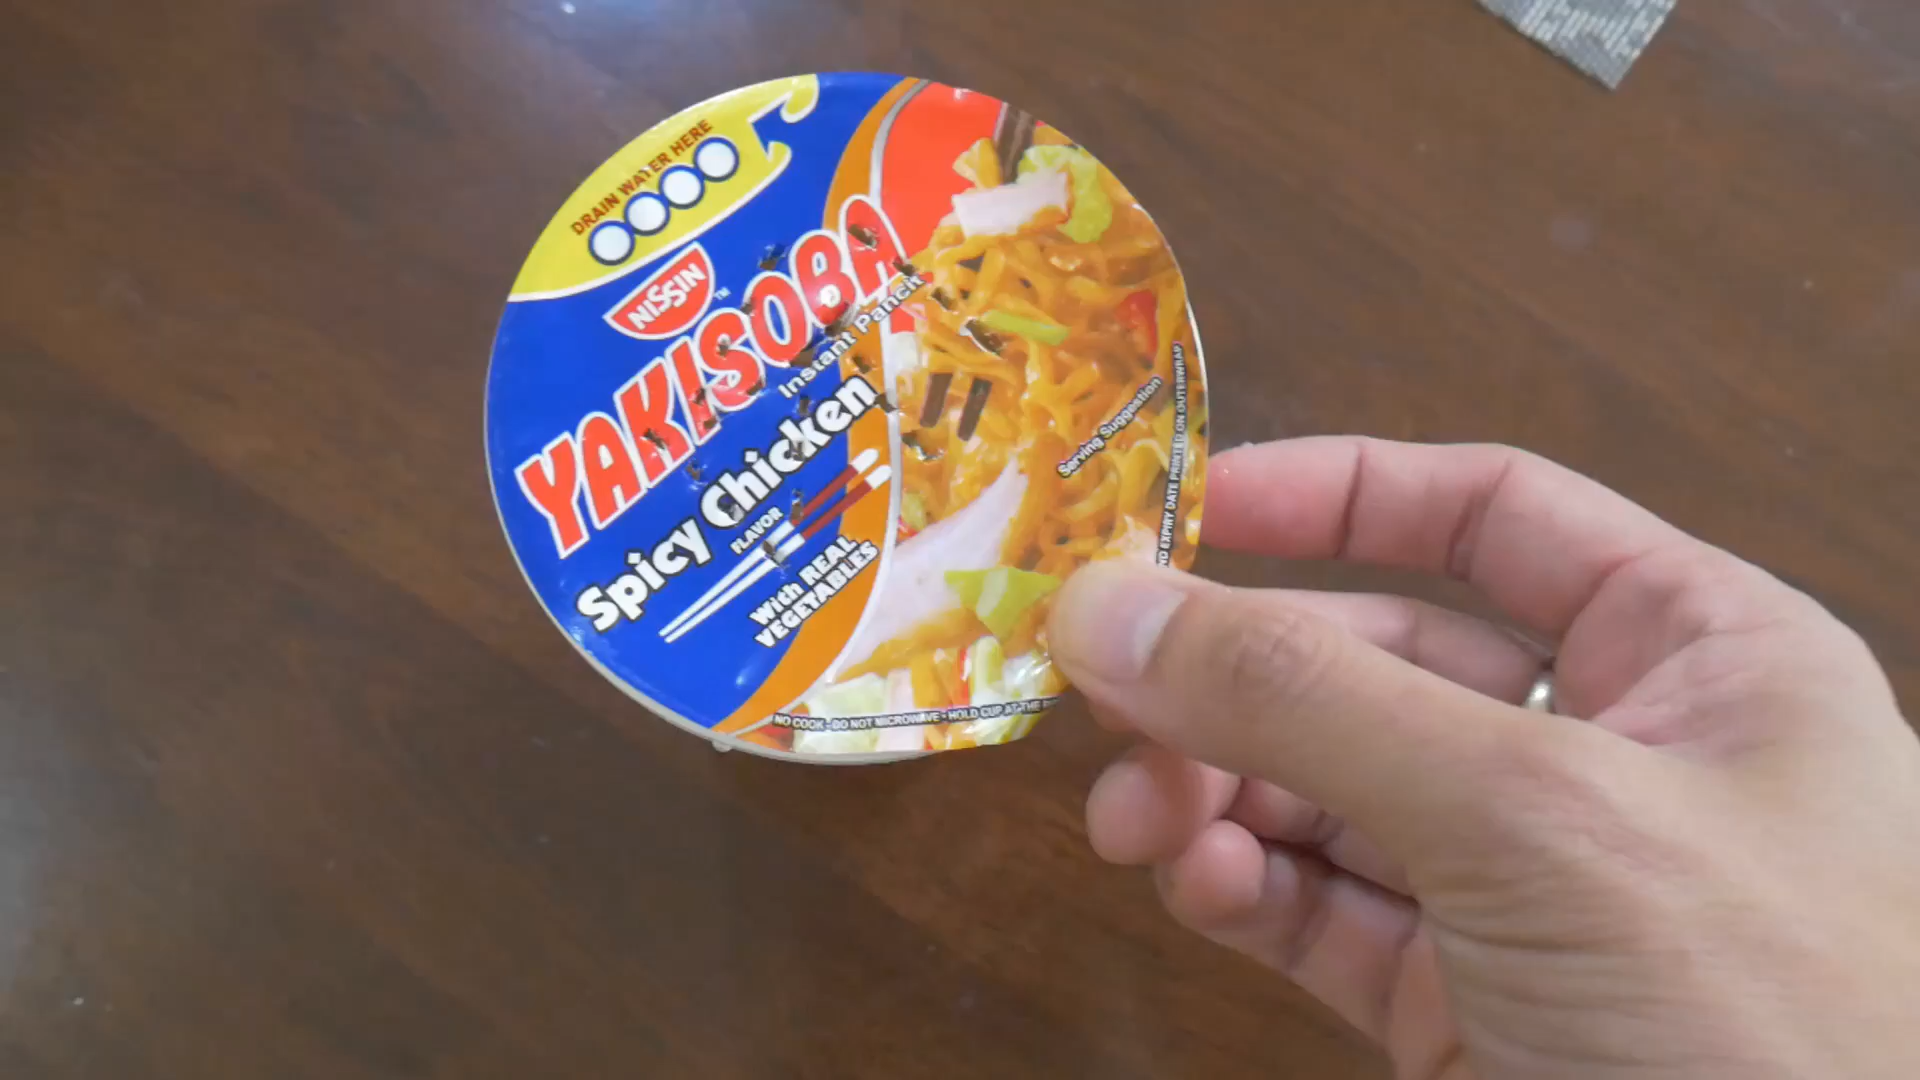 DRAIN WATER HERE
NISSIN™
YAKISOBA
Instant Pancit
Spicy Chicken
FLAVOR
With REAL
VEGETABLES
Serving Suggestion
EXPIRY DATE PRINTED ON OUTERWRAP
NO COOK - DO NOT MICROWAVE - HOLD CUP AT THE